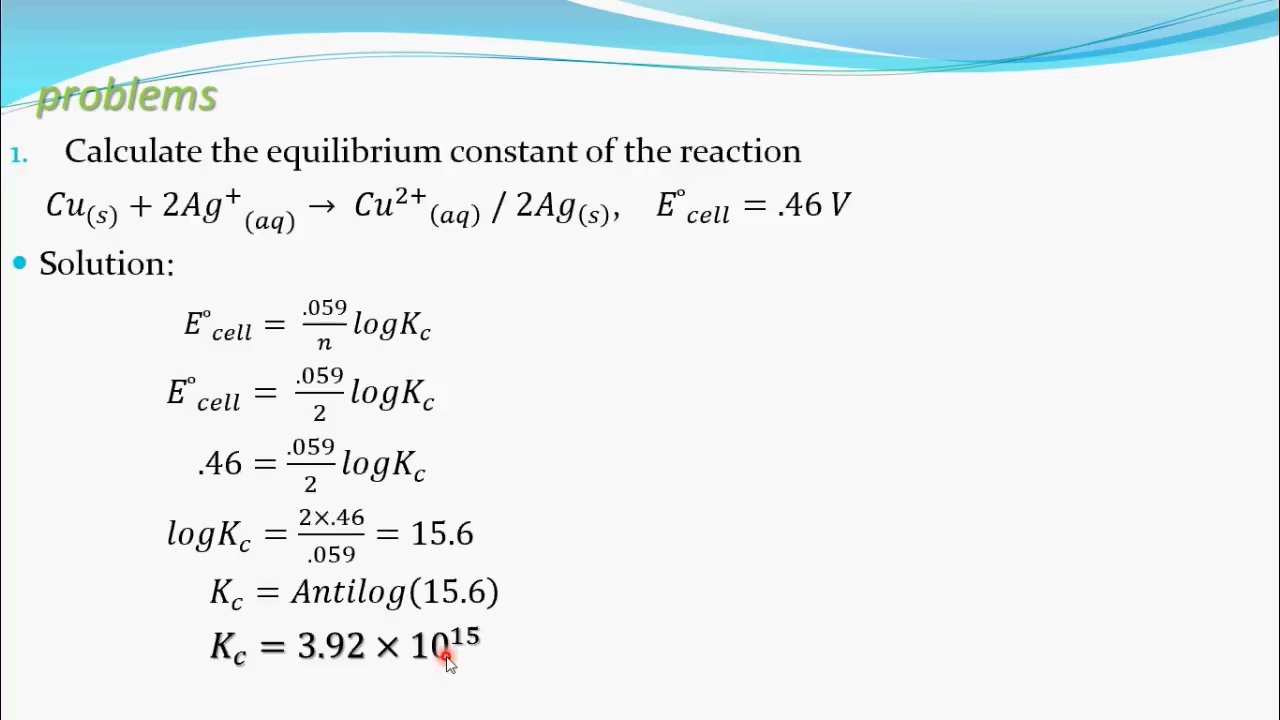 problems
1. Calculate the equilibrium constant of the reaction
Cu(s) + 2Ag⁺(aq) → Cu²⁺(aq) / 2Ag(s), E°cell = .46 V
• Solution:
E°cell = .059/n logKc
E°cell = .059/2 logKc
.46 = .059/2 logKc
logKc = 2×.46/.059 = 15.6
Kc = Antilog(15.6)
Kc = 3.92 × 10¹⁵